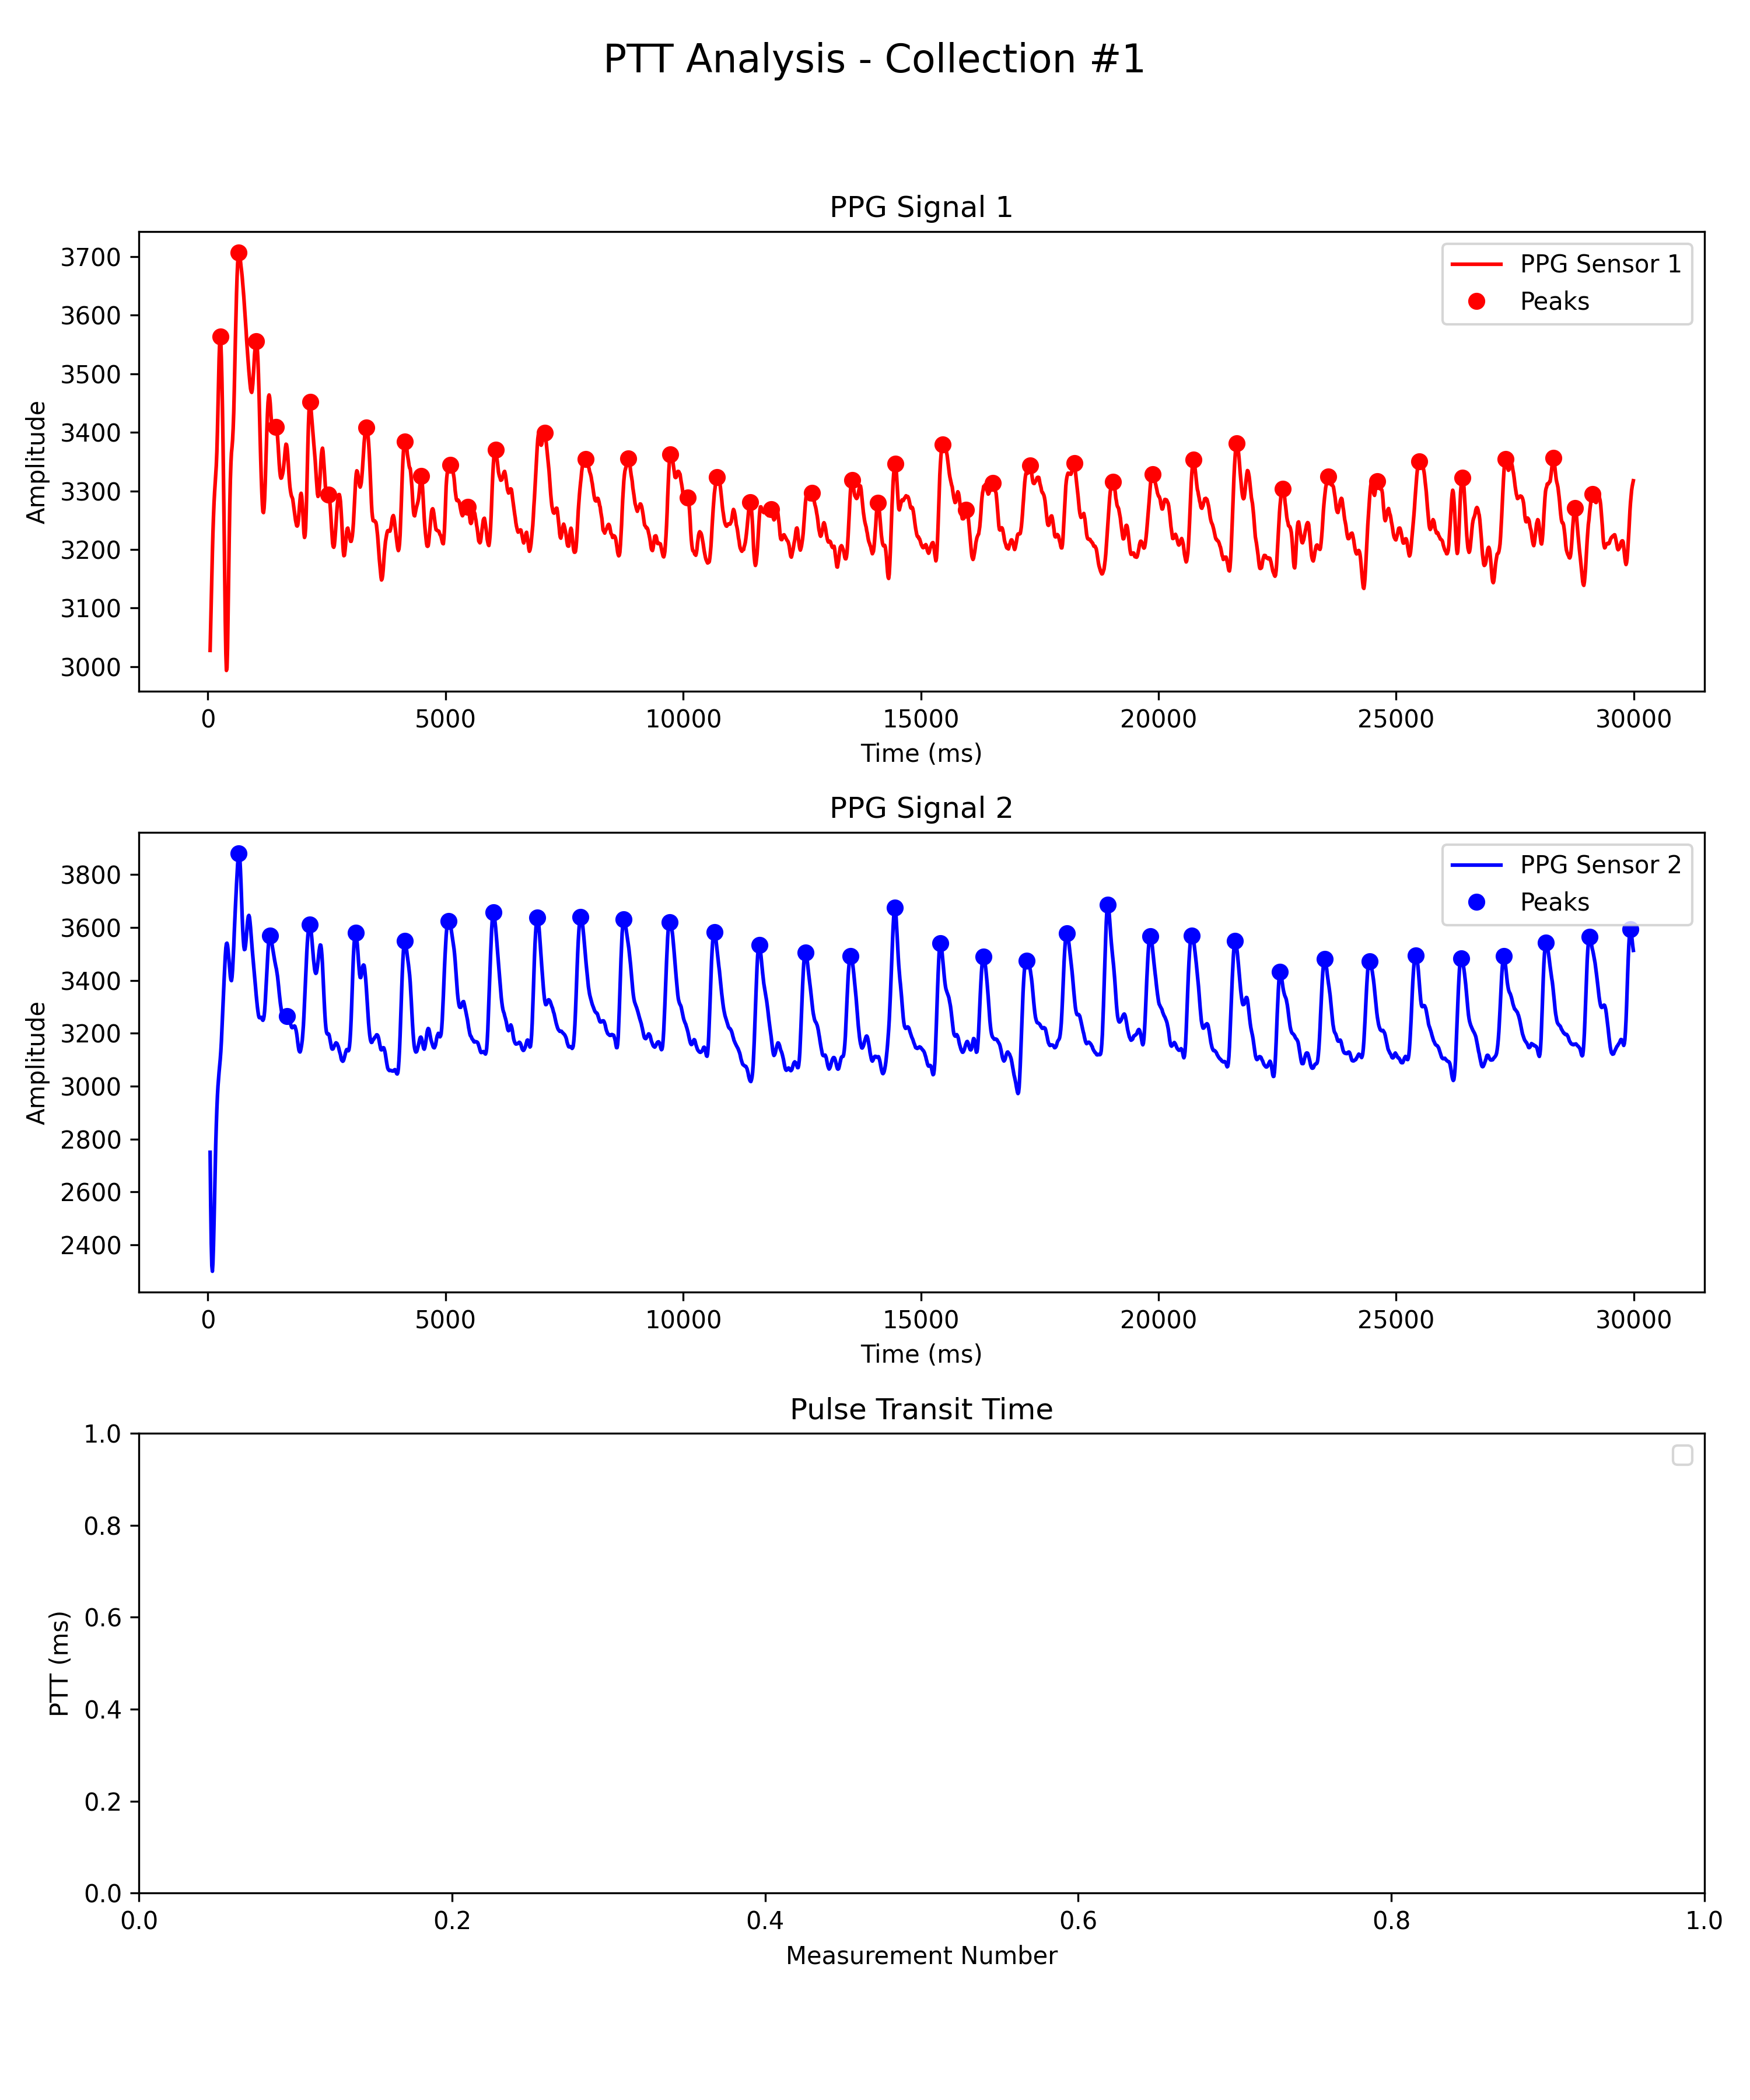 PTT Analysis - Collection #1
PPG Signal 1
Amplitude
3700
3600
3500
3400
3300
3200
3100
3000
PPG Sensor 1
Peaks
0 5000 10000 15000 20000 25000 30000
Time (ms)
PPG Signal 2
Amplitude
3800
3600
3400
3200
3000
2800
2600
2400
PPG Sensor 2
Peaks
0 5000 10000 15000 20000 25000 30000
Time (ms)
Pulse Transit Time
PTT (ms)
1.0
0.8
0.6
0.4
0.2
0.0
0.0 0.2 0.4 0.6 0.8 1.0
Measurement Number